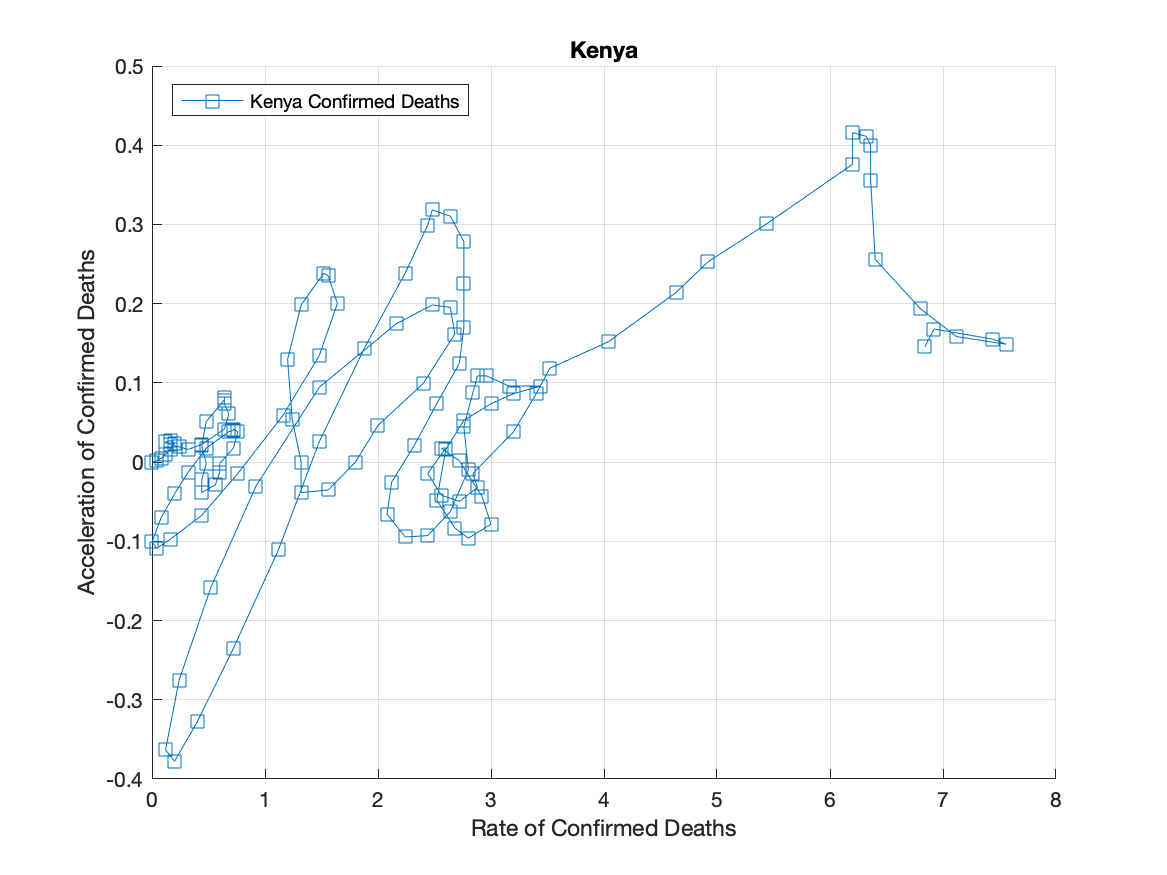 Kenya
0.5
Kenya Confirmed Deaths
0.4
0.3
0.2
0.1
0
-0.1
-0.2
-0.3
-0.4
Acceleration of Confirmed Deaths
0 1 2 3 4 5 6 7 8
Rate of Confirmed Deaths